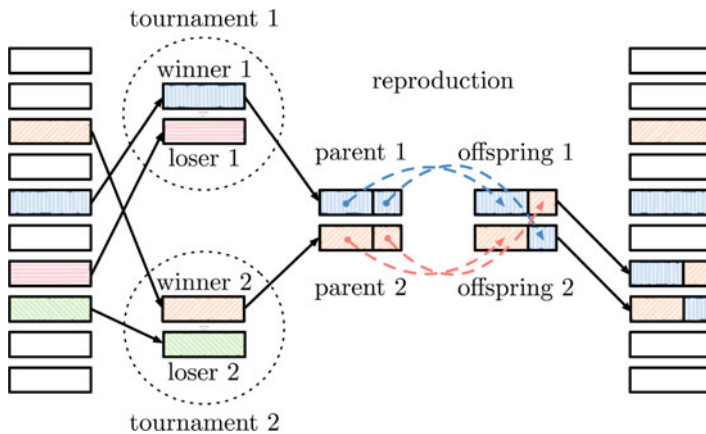 tournament 1
winner 1
reproduction
loser 1
parent 1
offspring 1
winner 2
parent 2
offspring 2
loser 2
tournament 2